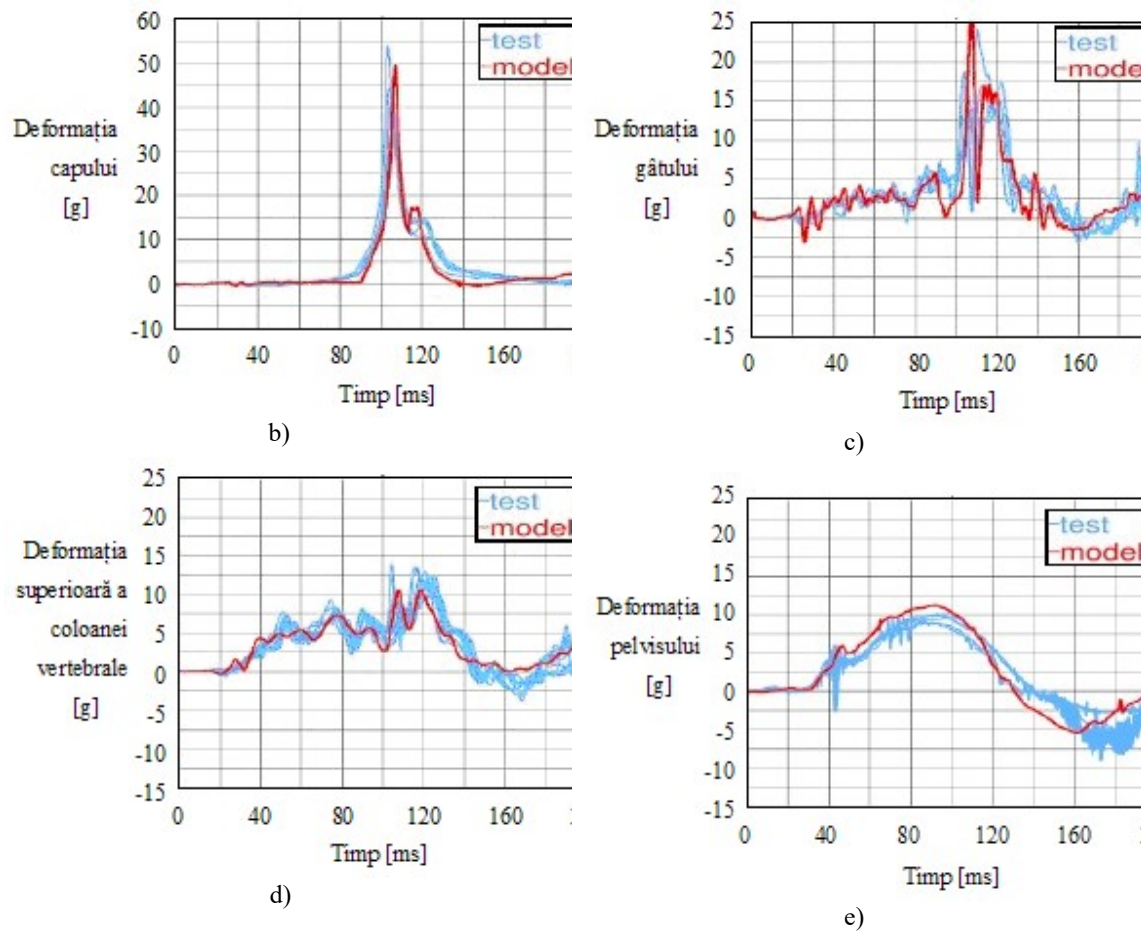 60
50
40
30
20
10
0
-10
Deformația
capului
[g]
test
model
0 40 80 120 160
Timp [ms]
b)
25
20
15
10
5
0
-5
-10
-15
Deformația
gâtului
[g]
test
mode
0 40 80 120 160
Timp [ms]
c)
25
20
15
10
5
0
-5
-10
-15
Deformația
superioară a
coloanei
vertebrale
[g]
test
model
0 40 80 120 160
Timp [ms]
d)
25
20
15
10
5
0
-5
-10
-15
Deformația
pelvisului
[g]
test
model
0 40 80 120 160
Timp [ms]
e)